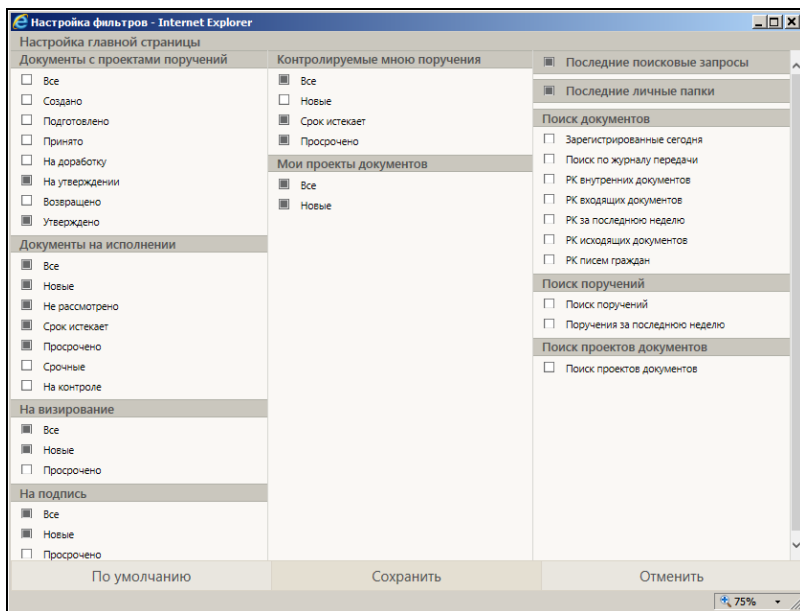 Настройка фильтров - Internet Explorer
Настройка главной страницы
Документы с проектами поручений
Все
Создано
Подготовлено
Принято
На доработку
На утверждении
Возвращено
Утверждено
Документы на исполнении
Все
Новые
Не рассмотрено
Срок истекает
Просрочено
Срочные
На контроле
На визирование
Все
Новые
Просрочено
На подпись
Все
Новые
Просрочено
Контролируемые мною поручения
Все
Новые
Срок истекает
Просрочено
Мои проекты документов
Все
Новые
Последние поисковые запросы
Последние личные папки
Поиск документов
Зарегистрированные сегодня
Поиск по журналу передачи
РК внутренних документов
РК входящих документов
РК за последнюю неделю
РК исходящих документов
РК писем граждан
Поиск поручений
Поиск поручений
Поручения за последнюю неделю
Поиск проектов документов
Поиск проектов документов
По умолчанию
Сохранить
Отменить
75%